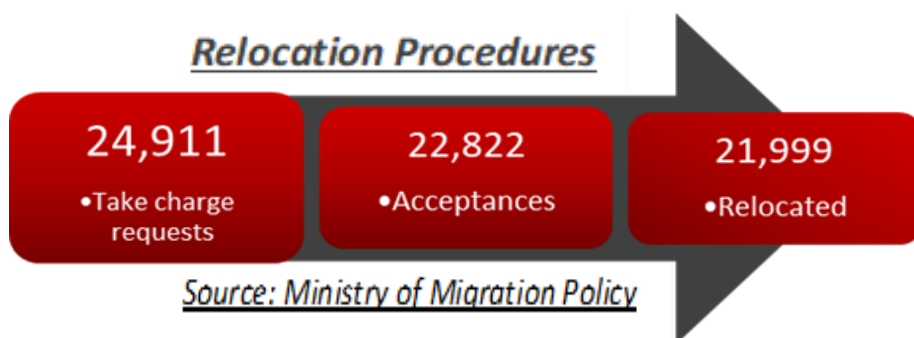 Relocation Procedures
24,911
•Take charge
requests
22,822
•Acceptances
21,999
•Relocated
Source: Ministry of Migration Policy